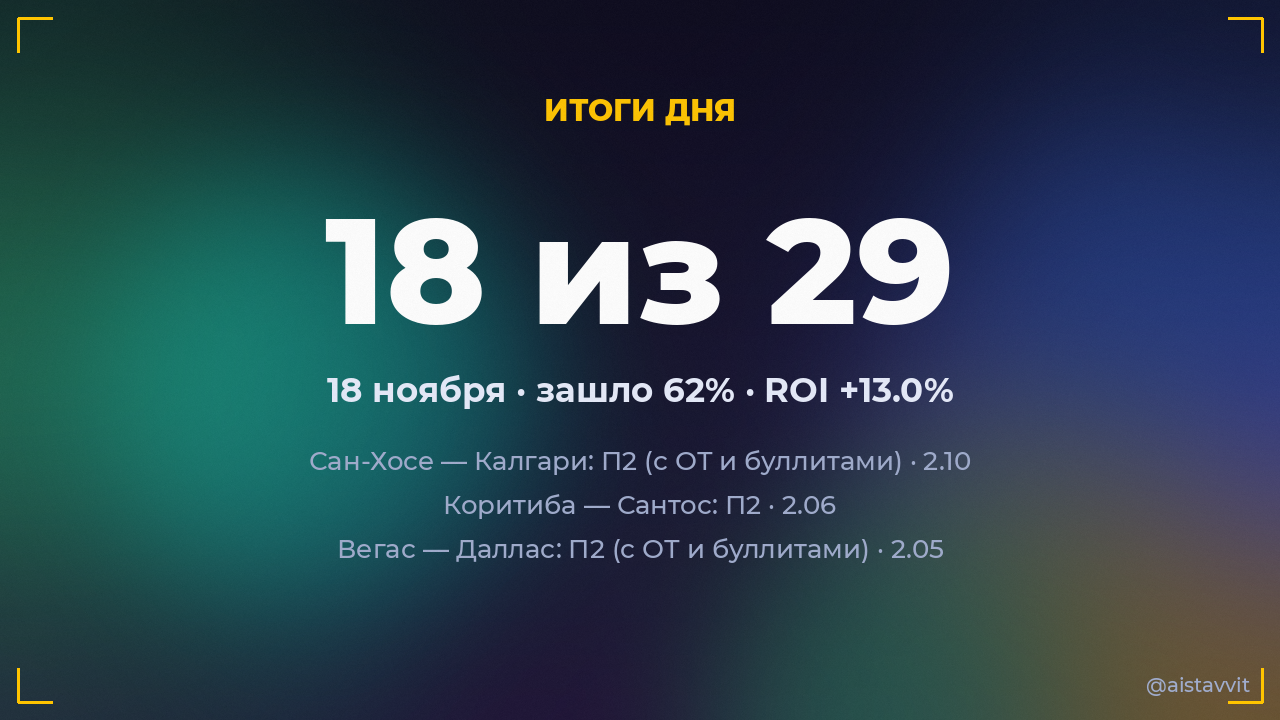 ИТОГИ ДНЯ
18 из 29
18 ноября · зашло 62% · ROI +13.0%
Сан-Хосе — Калгари: П2 (с ОТ и буллитами) · 2.10
Коритиба — Сантос: П2 · 2.06
Вегас — Даллас: П2 (с ОТ и буллитами) · 2.05
@aistavvit